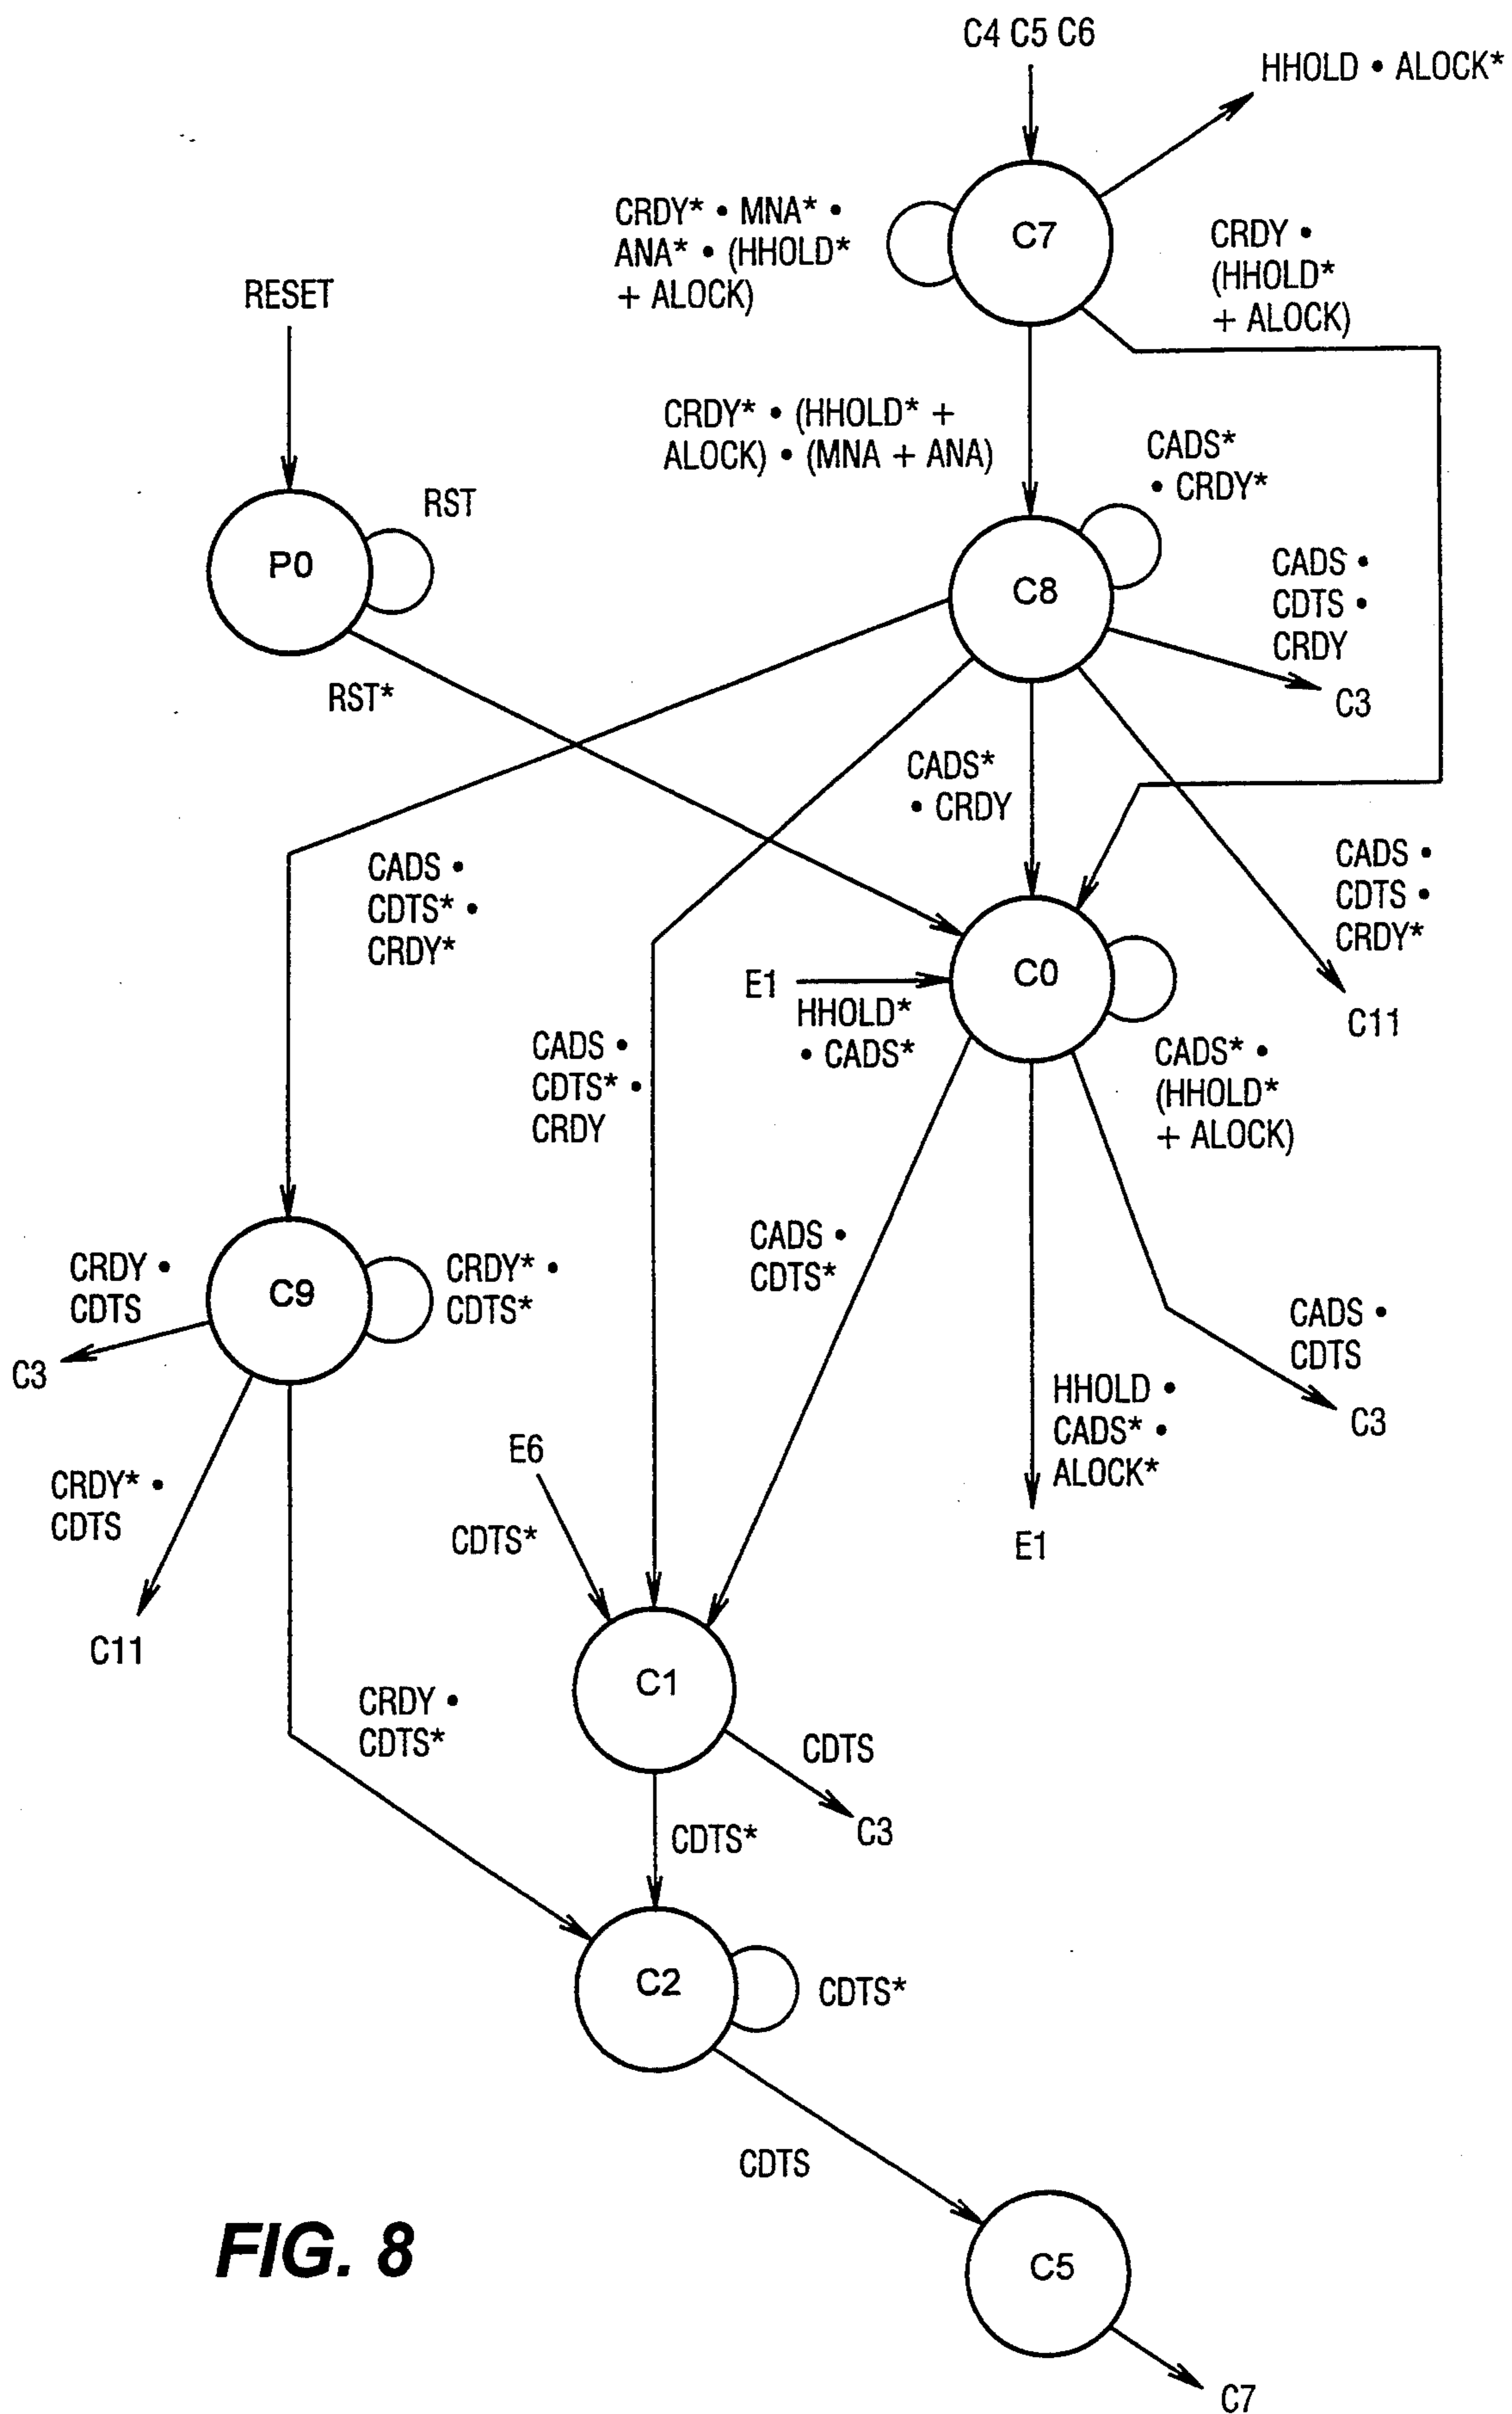 C4 C5 C6
HHOLD • ALOCK*
C7
CRDY* • MNA* •
ANA* • (HHOLD*
+ ALOCK)
CRDY •
(HHOLD*
+ ALOCK)
RESET
CRDY* • (HHOLD* +
ALOCK) • (MNA + ANA)
CADS*
• CRDY*
RST
P0
C8
CADS •
CDTS •
CRDY
C3
RST*
CADS*
• CRDY
CADS •
CDTS* •
CRDY*
CADS •
CDTS •
CRDY*
C11
E1
HHOLD*
• CADS*
C0
CADS* •
(HHOLD*
+ ALOCK)
CADS •
CDTS* •
CRDY
CADS •
CDTS*
CRDY •
CDTS
C3
C9
CRDY* •
CDTS*
CADS •
CDTS
C3
HHOLD •
CADS* •
ALOCK*
E1
E6
CDTS*
CRDY* •
CDTS
C11
C1
CRDY •
CDTS*
CDTS
C3
CDTS*
C2
CDTS*
CDTS
C5
C7
FIG. 8